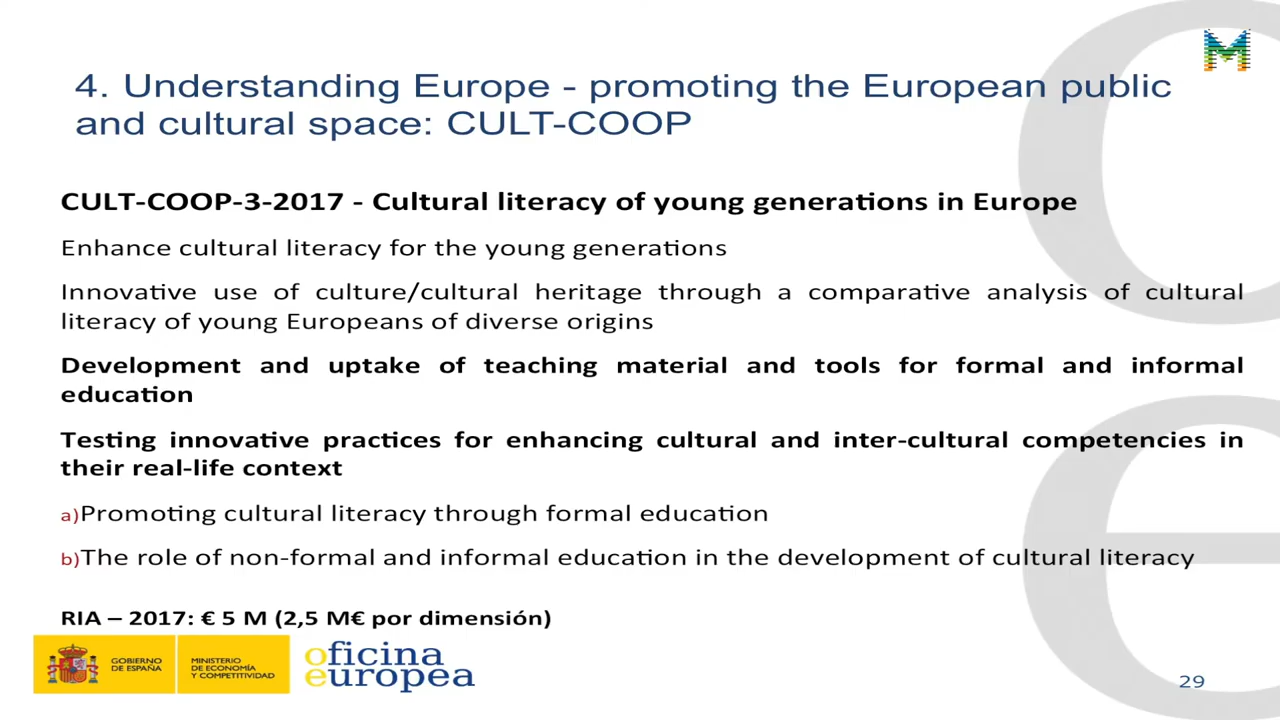 4. Understanding Europe - promoting the European public
and cultural space: CULT-COOP
CULT-COOP-3-2017 - Cultural literacy of young generations in Europe
Enhance cultural literacy for the young generations
Innovative use of culture/cultural heritage through a comparative analysis of cultural
literacy of young Europeans of diverse origins
Development and uptake of teaching material and tools for formal and informal
education
Testing innovative practices for enhancing cultural and inter-cultural competencies in
their real-life context
a)Promoting cultural literacy through formal education
b)The role of non-formal and informal education in the development of cultural literacy
RIA – 2017: € 5 M (2,5 M€ por dimensión)
GOBIERNO
DE ESPAÑA
MINISTERIO
DE ECONOMÍA
Y COMPETITIVIDAD
oficina
europea
29